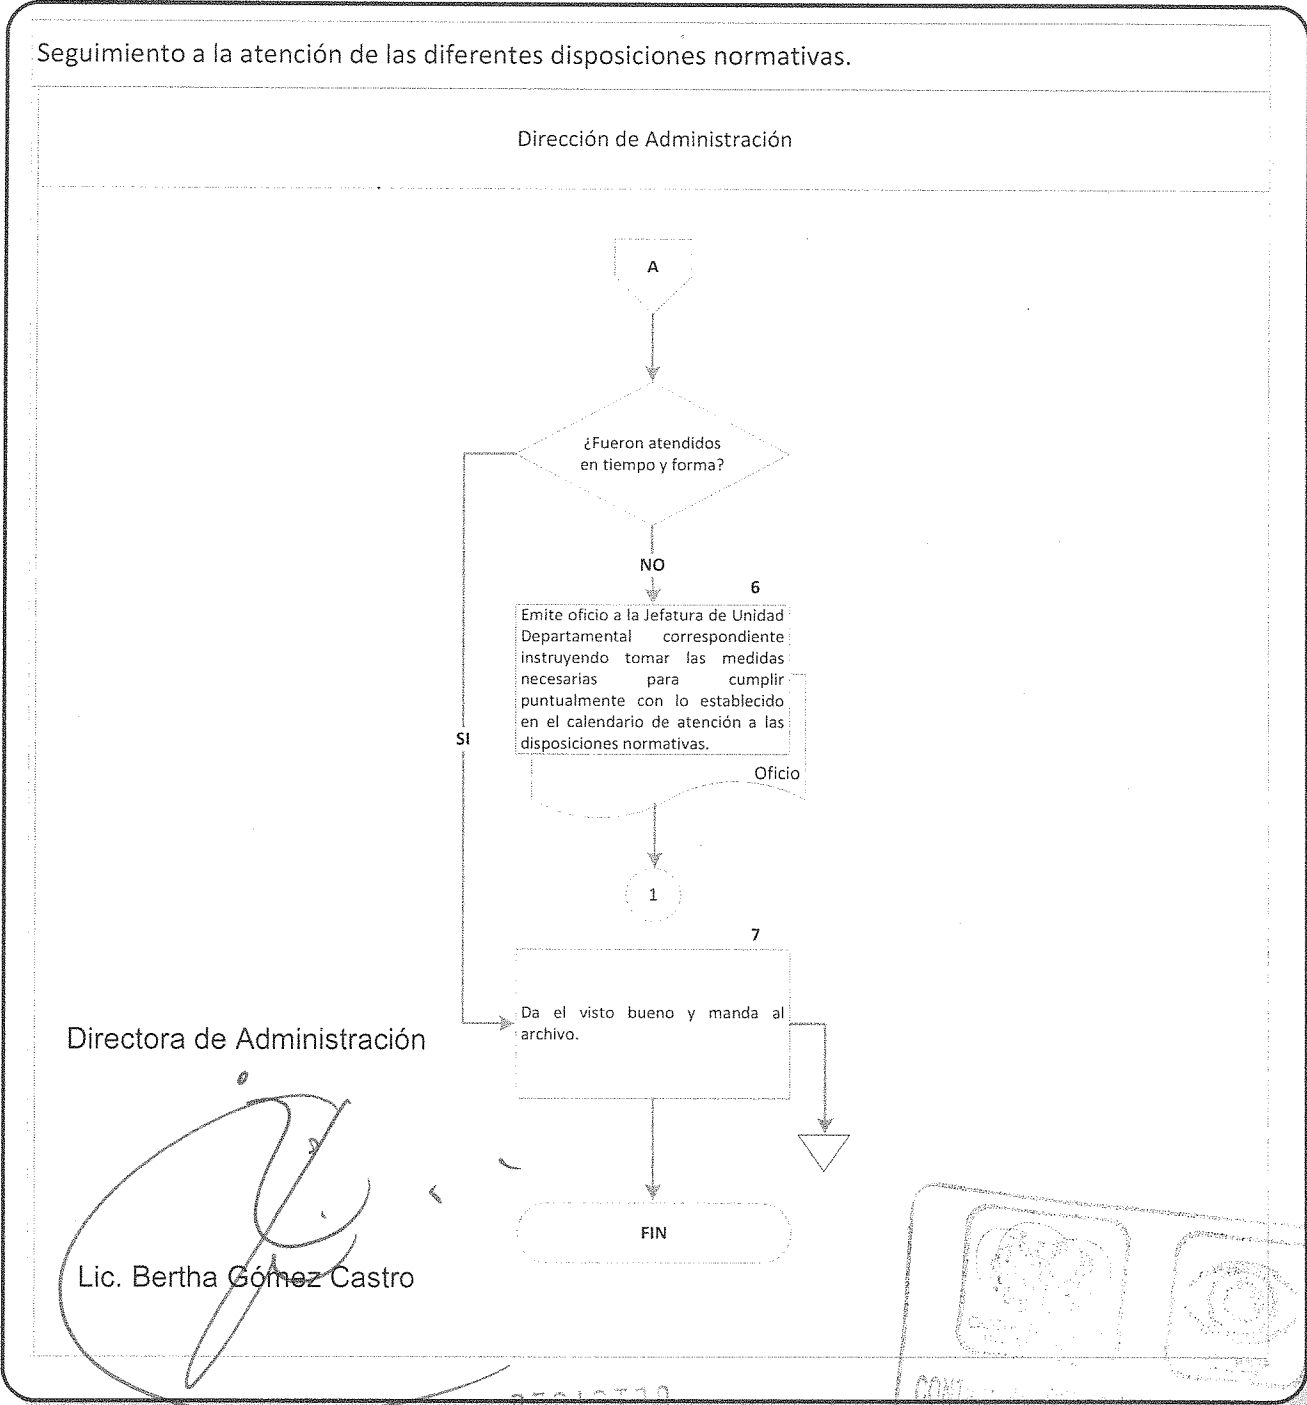 Seguimiento a la atención de las diferentes disposiciones normativas.
Dirección de Administración
A
¿Fueron atendidos
en tiempo y forma?
NO
6
Emite oficio a la Jefatura de Unidad
Departamental correspondiente
instruyendo tomar las medidas
necesarias para cumplir
puntualmente con lo establecido
en el calendario de atención a las
disposiciones normativas.
SI
Oficio
1
7
Da el visto bueno y manda al
archivo.
Directora de Administración
FIN
Lic. Bertha Gómez Castro